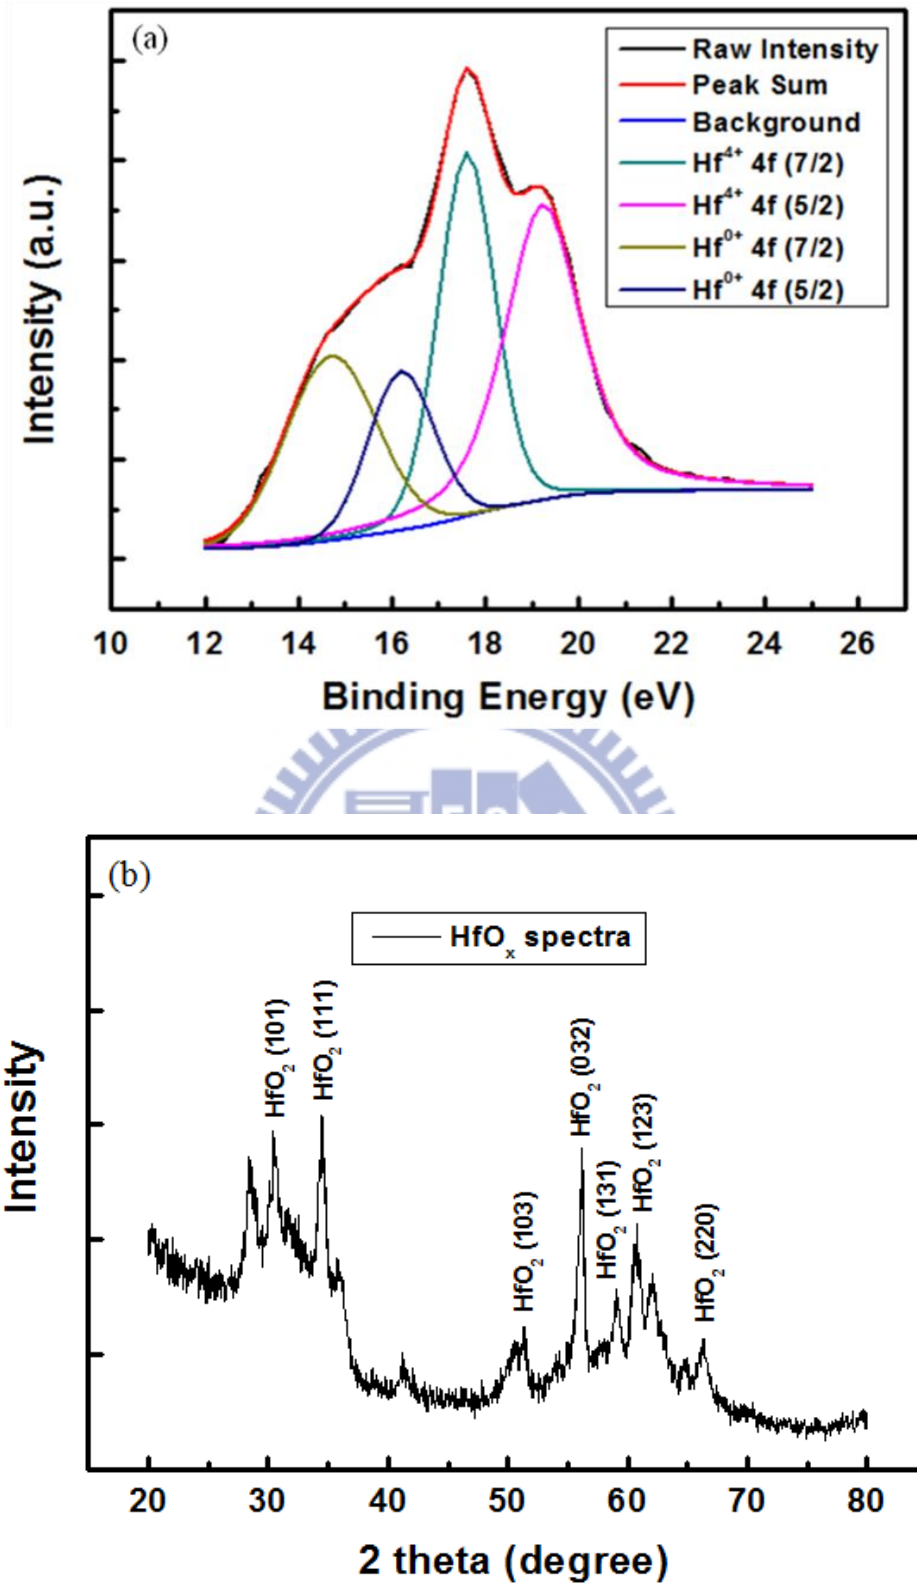 (a)
Raw Intensity
Peak Sum
Background
Hf⁴⁺ 4f (7/2)
Hf⁴⁺ 4f (5/2)
Hf⁰⁺ 4f (7/2)
Hf⁰⁺ 4f (5/2)
Intensity (a.u.)
10 12 14 16 18 20 22 24 26
Binding Energy (eV)
(b)
HfOₓ spectra
HfO₂ (101)
HfO₂ (111)
HfO₂ (103)
HfO₂ (032)
HfO₂ (131)
HfO₂ (123)
HfO₂ (220)
Intensity
20 30 40 50 60 70 80
2 theta (degree)